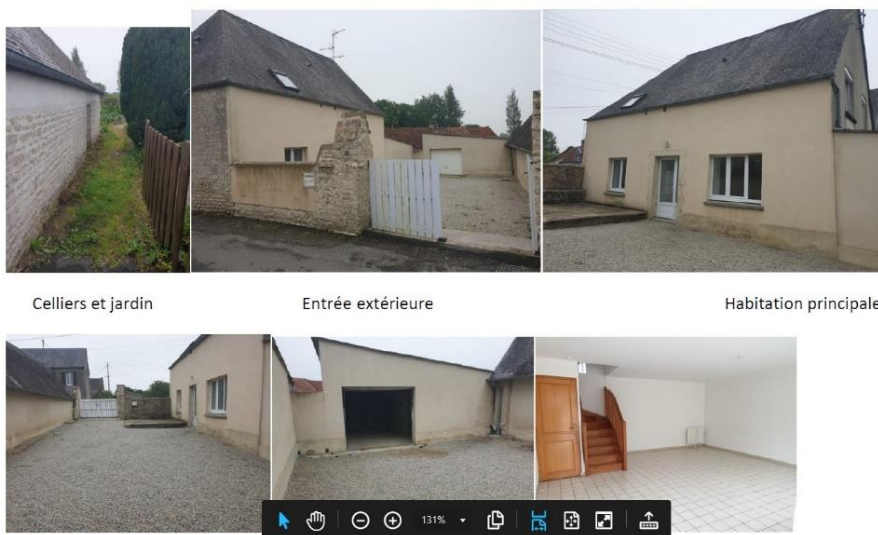 Celliers et jardin
Entrée extérieure
Habitation principale
131%